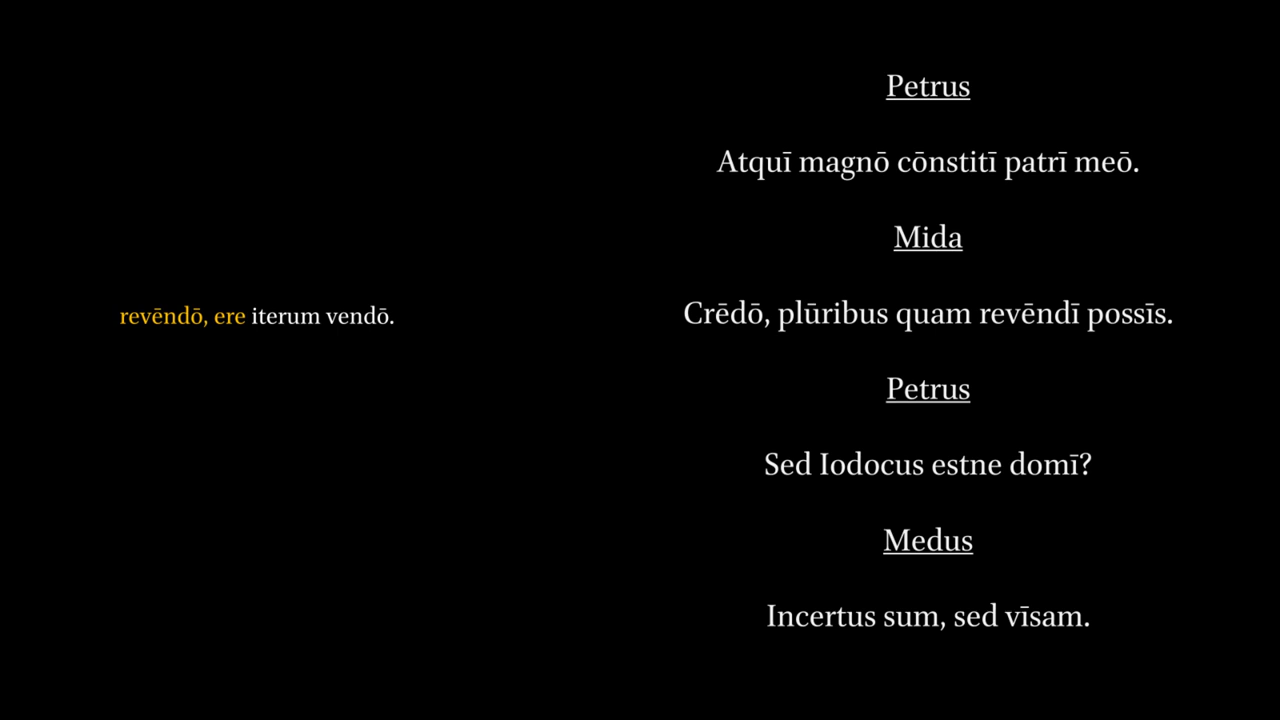 revēndō, ere iterum vendō.
Petrus
Atquī magnō cōnstitī patrī meō.
Mida
Crēdō, plūribus quam revēndī possīs.
Petrus
Sed Iodocus estne domī?
Medus
Incertus sum, sed vīsam.